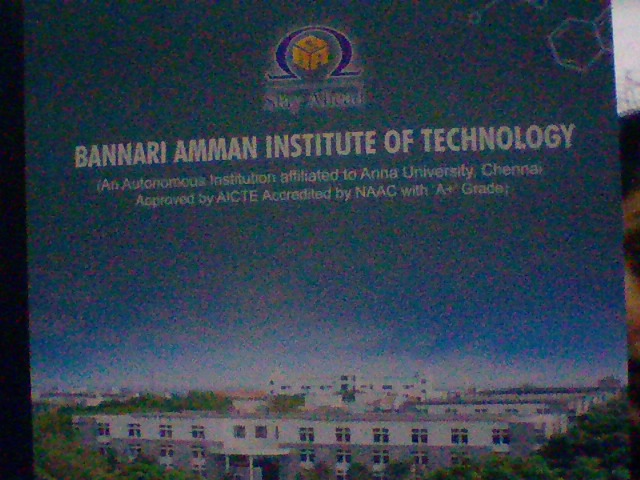 Stay Ahead
BANNARI AMMAN INSTITUTE OF TECHNOLOGY
(An Autonomous Institution affiliated to Anna University, Chennai
Approved by AICTE Accredited by NAAC with 'A+' Grade)